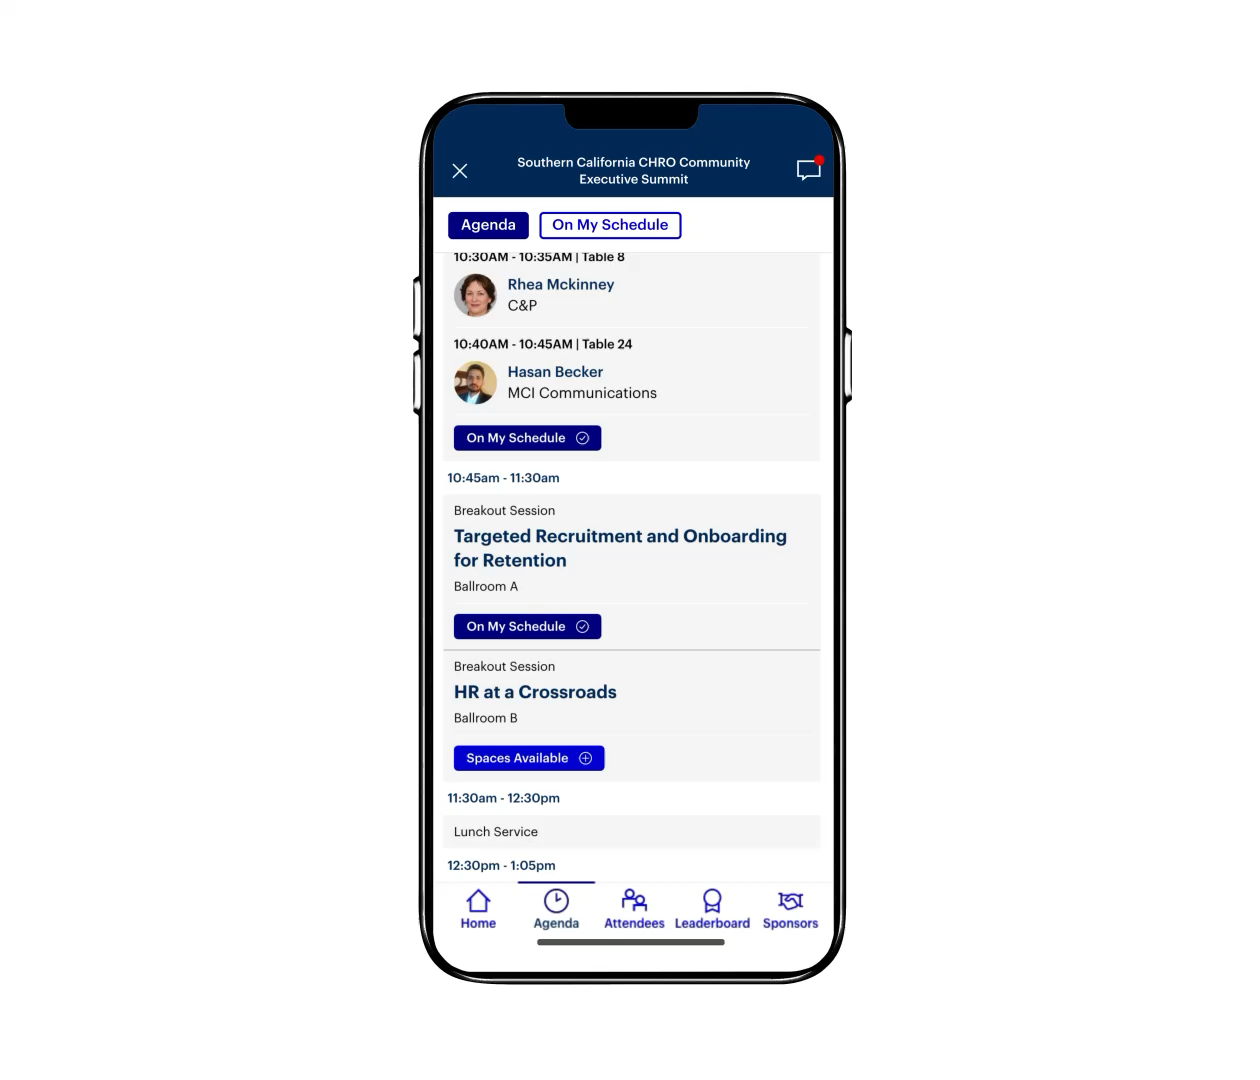 Southern California CHRO Community
Executive Summit
Agenda
On My Schedule
10:30AM - 10:35AM | Table 8
Rhea Mckinney
C&P
10:40AM - 10:45AM | Table 24
Hasan Becker
MCI Communications
On My Schedule
10:45am - 11:30am
Breakout Session
Targeted Recruitment and Onboarding
for Retention
Ballroom A
On My Schedule
Breakout Session
HR at a Crossroads
Ballroom B
Spaces Available
11:30am - 12:30pm
Lunch Service
12:30pm - 1:05pm
Home
Agenda
Attendees
Leaderboard
Sponsors